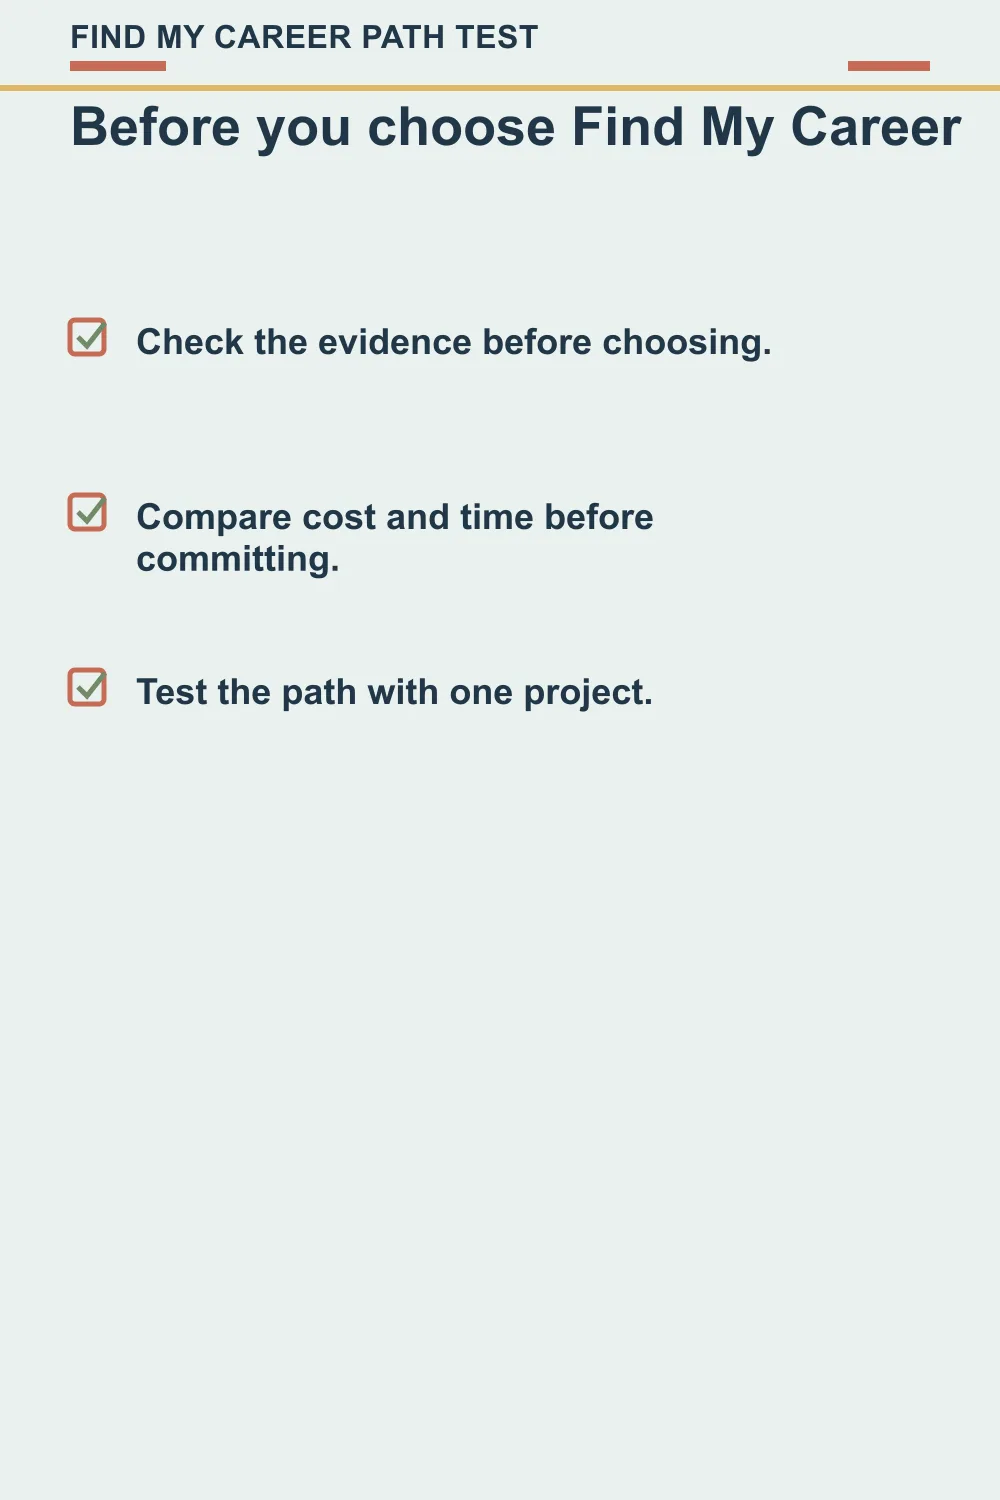 FIND MY CAREER PATH TEST
Before you choose Find My Career
Check the evidence before choosing.
Compare cost and time before
committing.
Test the path with one project.